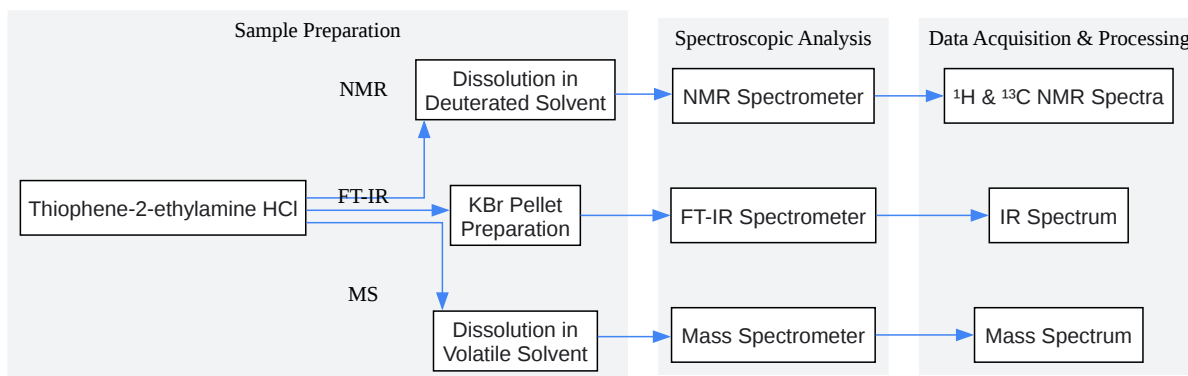 Sample Preparation
Spectroscopic Analysis
Data Acquisition & Processing
NMR
Dissolution in
Deuterated Solvent
NMR Spectrometer
¹H & ¹³C NMR Spectra
Thiophene-2-ethylamine HCl
FT-IR
KBr Pellet
Preparation
FT-IR Spectrometer
IR Spectrum
MS
Dissolution in
Volatile Solvent
Mass Spectrometer
Mass Spectrum